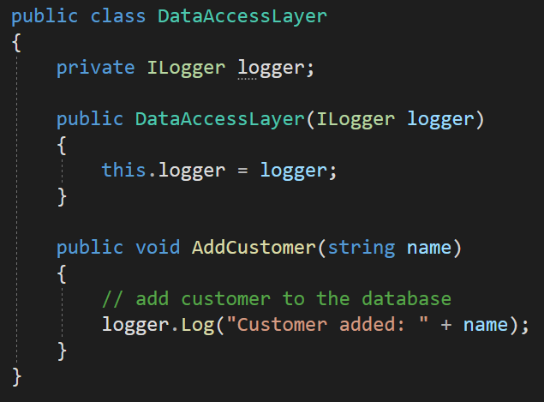 public class DataAccessLayer
{
    private ILogger logger;

    public DataAccessLayer(ILogger logger)
    {
        this.logger = logger;
    }

    public void AddCustomer(string name)
    {
        // add customer to the database
        logger.Log("Customer added: " + name);
    }
}